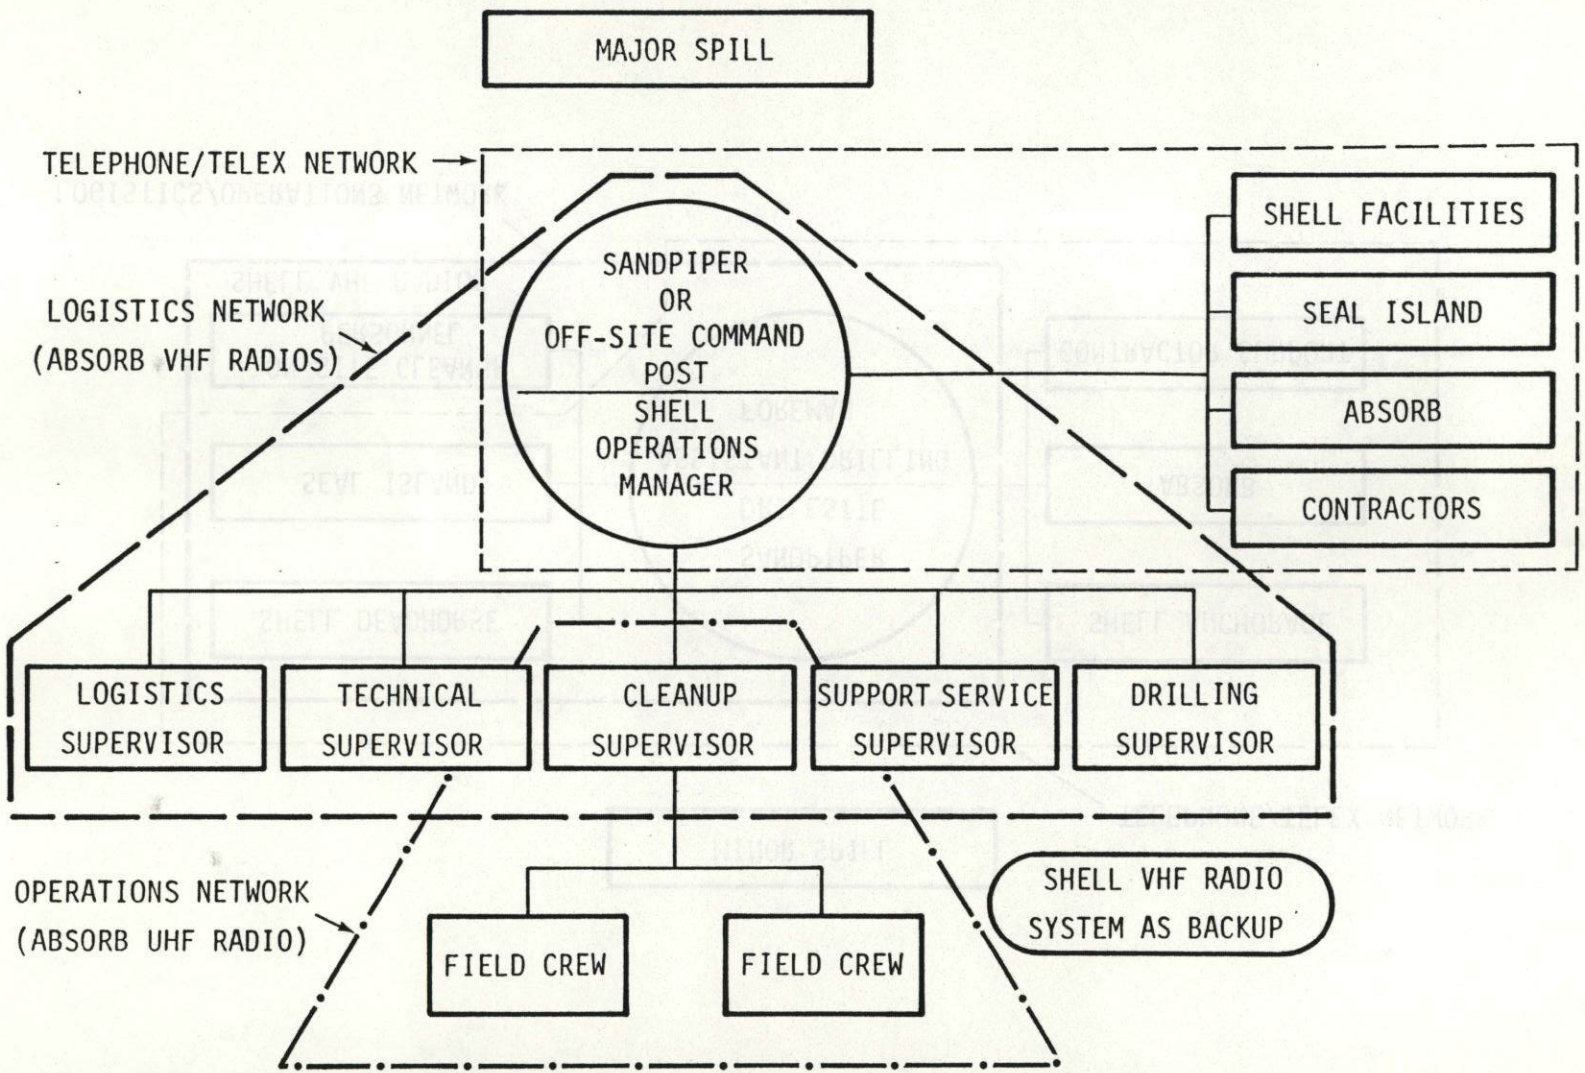 MAJOR SPILL
TELEPHONE/TELEX NETWORK
LOGISTICS NETWORK
(ABSORB VHF RADIOS)
SANDPIPER
OR
OFF-SITE COMMAND
POST
SHELL
OPERATIONS
MANAGER
SHELL FACILITIES
SEAL ISLAND
ABSORB
CONTRACTORS
LOGISTICS
SUPERVISOR
TECHNICAL
SUPERVISOR
CLEANUP
SUPERVISOR
SUPPORT SERVICE
SUPERVISOR
DRILLING
SUPERVISOR
OPERATIONS NETWORK
(ABSORB UHF RADIO)
FIELD CREW
FIELD CREW
SHELL VHF RADIO
SYSTEM AS BACKUP